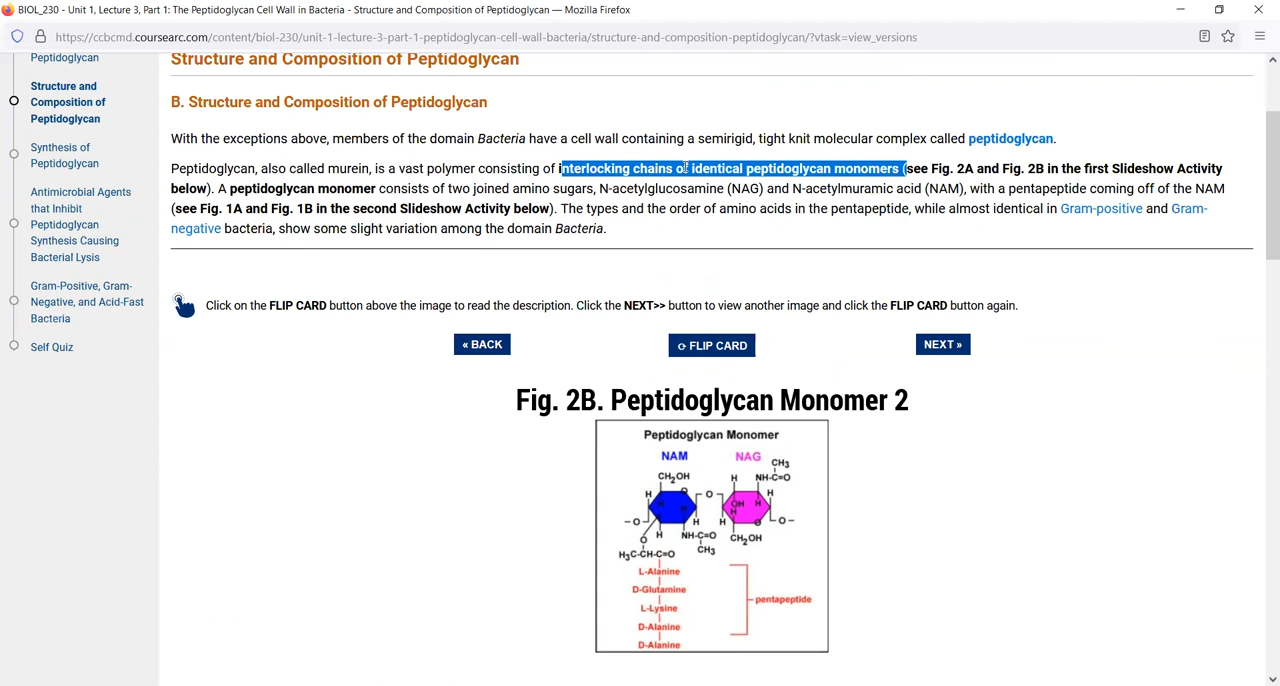 BIOL_230 - Unit 1, Lecture 3, Part 1: The Peptidoglycan Cell Wall in Bacteria - Structure and Composition of Peptidoglycan — Mozilla Firefox
https://ccbcmd.coursearc.com/content/biol-230/unit-1-lecture-3-part-1-peptidoglycan-cell-wall-bacteria/structure-and-composition-peptidoglycan/?vtask=view_versions
Peptidoglycan
Structure and
Composition of
Peptidoglycan
Synthesis of
Peptidoglycan
Antimicrobial Agents
that Inhibit
Peptidoglycan
Synthesis Causing
Bacterial Lysis
Gram-Positive, Gram-
Negative, and Acid-Fast
Bacteria
Self Quiz
Structure and Composition of Peptidoglycan
B. Structure and Composition of Peptidoglycan
With the exceptions above, members of the domain Bacteria have a cell wall containing a semirigid, tight knit molecular complex called peptidoglycan.
Peptidoglycan, also called murein, is a vast polymer consisting of interlocking chains of identical peptidoglycan monomers (see Fig. 2A and Fig. 2B in the first Slideshow Activity
below). A peptidoglycan monomer consists of two joined amino sugars, N-acetylglucosamine (NAG) and N-acetylmuramic acid (NAM), with a pentapeptide coming off of the NAM
(see Fig. 1A and Fig. 1B in the second Slideshow Activity below). The types and the order of amino acids in the pentapeptide, while almost identical in Gram-positive and Gram-
negative bacteria, show some slight variation among the domain Bacteria.
Click on the FLIP CARD button above the image to read the description. Click the NEXT>> button to view another image and click the FLIP CARD button again.
« BACK
FLIP CARD
NEXT »
Fig. 2B. Peptidoglycan Monomer 2
Peptidoglycan Monomer
NAM NAG
CH3
CH2OH H NH-C=O
H O H
O H OH H
H H H
-O H H O O-
O NH-C=O CH2OH
H3C-CH-C=O CH3
L-Alanine
D-Glutamine
pentapeptide
L-Lysine
D-Alanine
D-Alanine